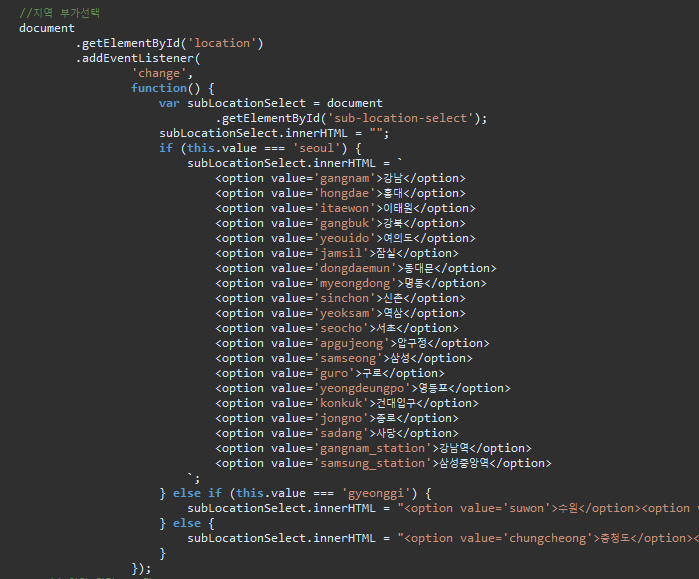 //지역 부가선택
document
.getElementById('location')
.addEventListener(
'change',
function() {
var subLocationSelect = document
.getElementById('sub-location-select');
subLocationSelect.innerHTML = "";
if (this.value === 'seoul') {
subLocationSelect.innerHTML = `
<option value='gangnam'>강남</option>
<option value='hongdae'>홍대</option>
<option value='itaewon'>이태원</option>
<option value='gangbuk'>강북</option>
<option value='yeouido'>여의도</option>
<option value='jamsil'>잠실</option>
<option value='dongdaemun'>동대문</option>
<option value='myeongdong'>명동</option>
<option value='sinchon'>신촌</option>
<option value='yeoksam'>역삼</option>
<option value='seocho'>서초</option>
<option value='apgujeong'>압구정</option>
<option value='samseong'>삼성</option>
<option value='guro'>구로</option>
<option value='yeongdeungpo'>영등포</option>
<option value='konkuk'>건대입구</option>
<option value='jongno'>종로</option>
<option value='sadang'>사당</option>
<option value='gangnam_station'>강남역</option>
<option value='samsung_station'>삼성중앙역</option>
`;
} else if (this.value === 'gyeonggi') {
subLocationSelect.innerHTML = "<option value='suwon'>수원</option><option v
} else {
subLocationSelect.innerHTML = "<option value='chungcheong'>충청도</option><
}
});